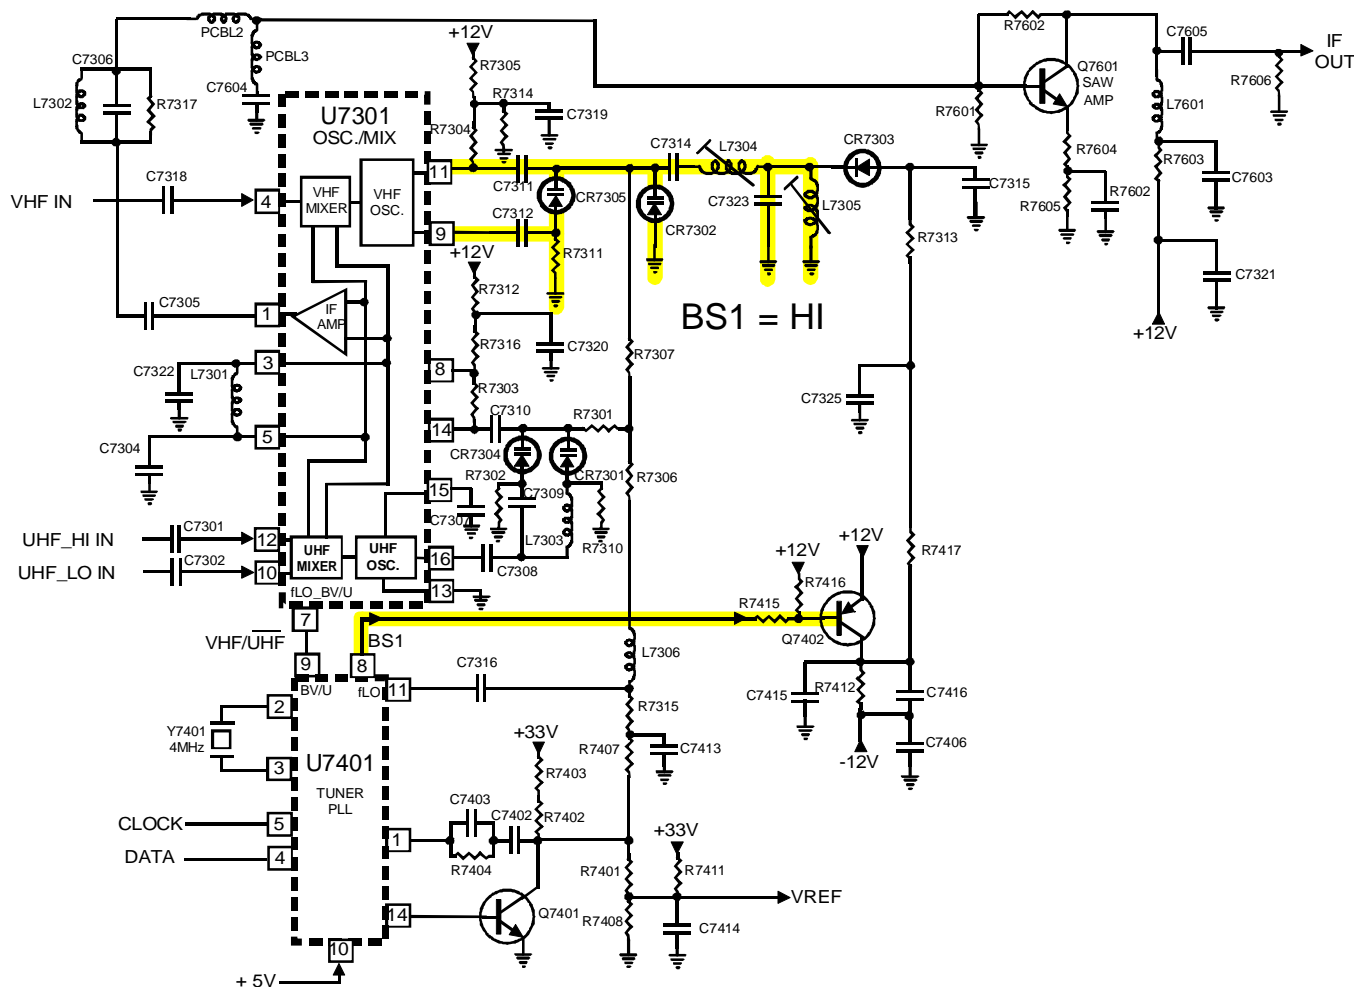 PCBL2
R7602
C7605
IF
OUT
+12V
C7306
PCBL3
R7305
Q7601
SAW
AMP
R7606
L7302
R7317
C7604
R7314
C7319
R7601
L7601
U7301
OSC./MIX
R7304
C7314
L7304
CR7303
R7604
R7603
C7603
11
C7311
C7318
VHF IN
4
VHF
MIXER
VHF
OSC.
CR7305
C7312
CR7302
C7323
L7305
C7315
R7605
R7602
9
+12V
R7311
R7313
C7321
R7312
C7305
1
IF
AMP
BS1 = HI
+12V
R7316
C7320
R7307
C7322
L7301
3
8
R7303
C7325
C7310
R7301
5
14
C7304
CR7304
R7302
CR7301
R7306
C7309
15
C7307
L7303
R7310
C7301
UHF_HI IN
12
UHF
MIXER
UHF
OSC.
16
C7308
+12V
+12V
R7417
C7302
UHF_LO IN
10
fLO_BV/U
13
R7416
R7415
Q7402
7
VHF/UHF
BS1
L7306
9
8
C7316
BV/U
fLO
11
C7415
R7412
C7416
2
R7315
Y7401
4MHz
+33V
R7407
C7413
C7406
-12V
3
U7401
TUNER
PLL
R7403
C7403
C7402
R7402
CLOCK
5
1
+33V
DATA
4
R7404
R7401
R7411
VREF
14
Q7401
R7408
C7414
10
+ 5V